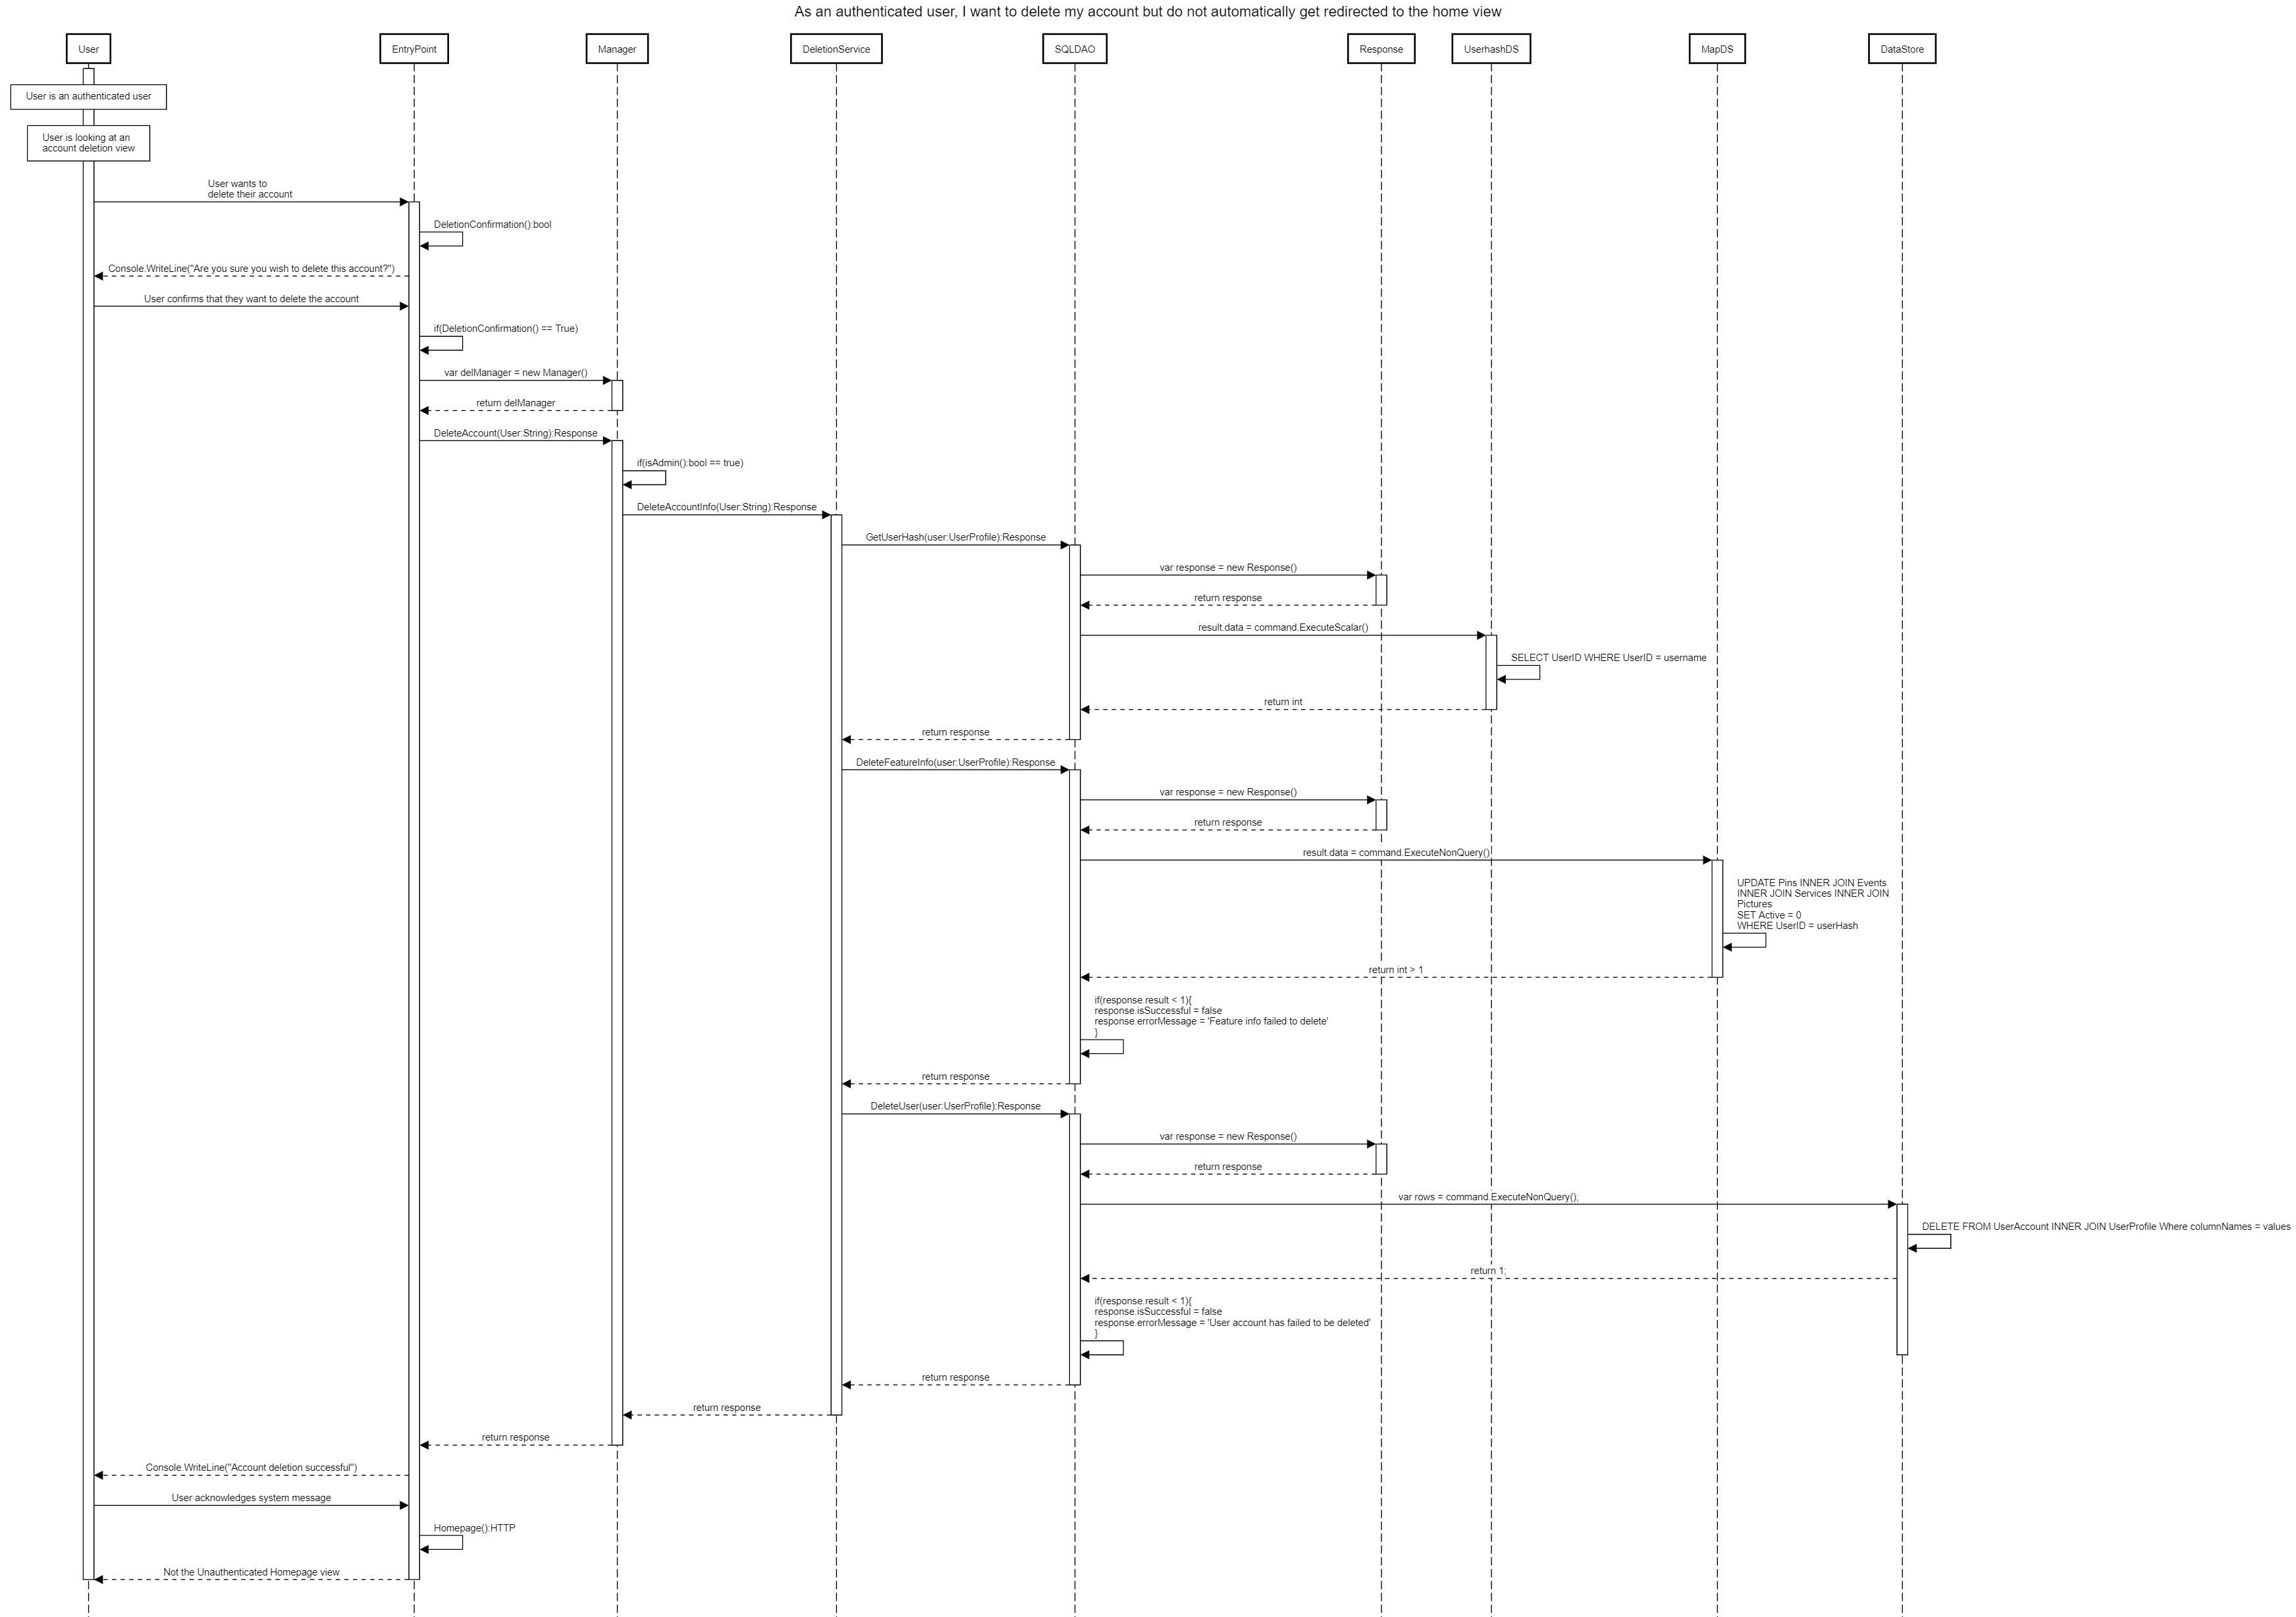 As an authenticated user, I want to delete my account but do not automatically get redirected to the home view
User
EntryPoint
Manager
DeletionService
SQLDAO
Response
UserhashDS
MapDS
DataStore
User is an authenticated user
User is looking at an
account deletion view
User wants to
delete their account
DeletionConfirmation():bool
Console.WriteLine("Are you sure you wish to delete this account?")
User confirms that they want to delete the account
if(DeletionConfirmation() == True)
var delManager = new Manager()
return delManager
DeleteAccount(User:String):Response
if(isAdmin():bool == true)
DeleteAccountInfo(User:String):Response
GetUserHash(user:UserProfile):Response
var response = new Response()
return response
result.data = command.ExecuteScalar()
SELECT UserID WHERE UserID = username
return int
return response
DeleteFeatureInfo(user:UserProfile):Response
var response = new Response()
return response
result.data = command.ExecuteNonQuery()
UPDATE Pins INNER JOIN Events
INNER JOIN Services INNER JOIN
Pictures
SET Active = 0
WHERE UserID = userHash
return int > 1
if(response.result < 1){
response.isSuccessful = false
response.errorMessage = 'Feature info failed to delete'
}
return response
DeleteUser(user:UserProfile):Response
var response = new Response()
return response
var rows = command.ExecuteNonQuery();
DELETE FROM UserAccount INNER JOIN UserProfile Where columnNames = values
return 1;
if(response.result < 1){
response.isSuccessful = false
response.errorMessage = 'User account has failed to be deleted'
}
return response
return response
return response
Console.WriteLine("Account deletion successful")
User acknowledges system message
Homepage():HTTP
Not the Unauthenticated Homepage view